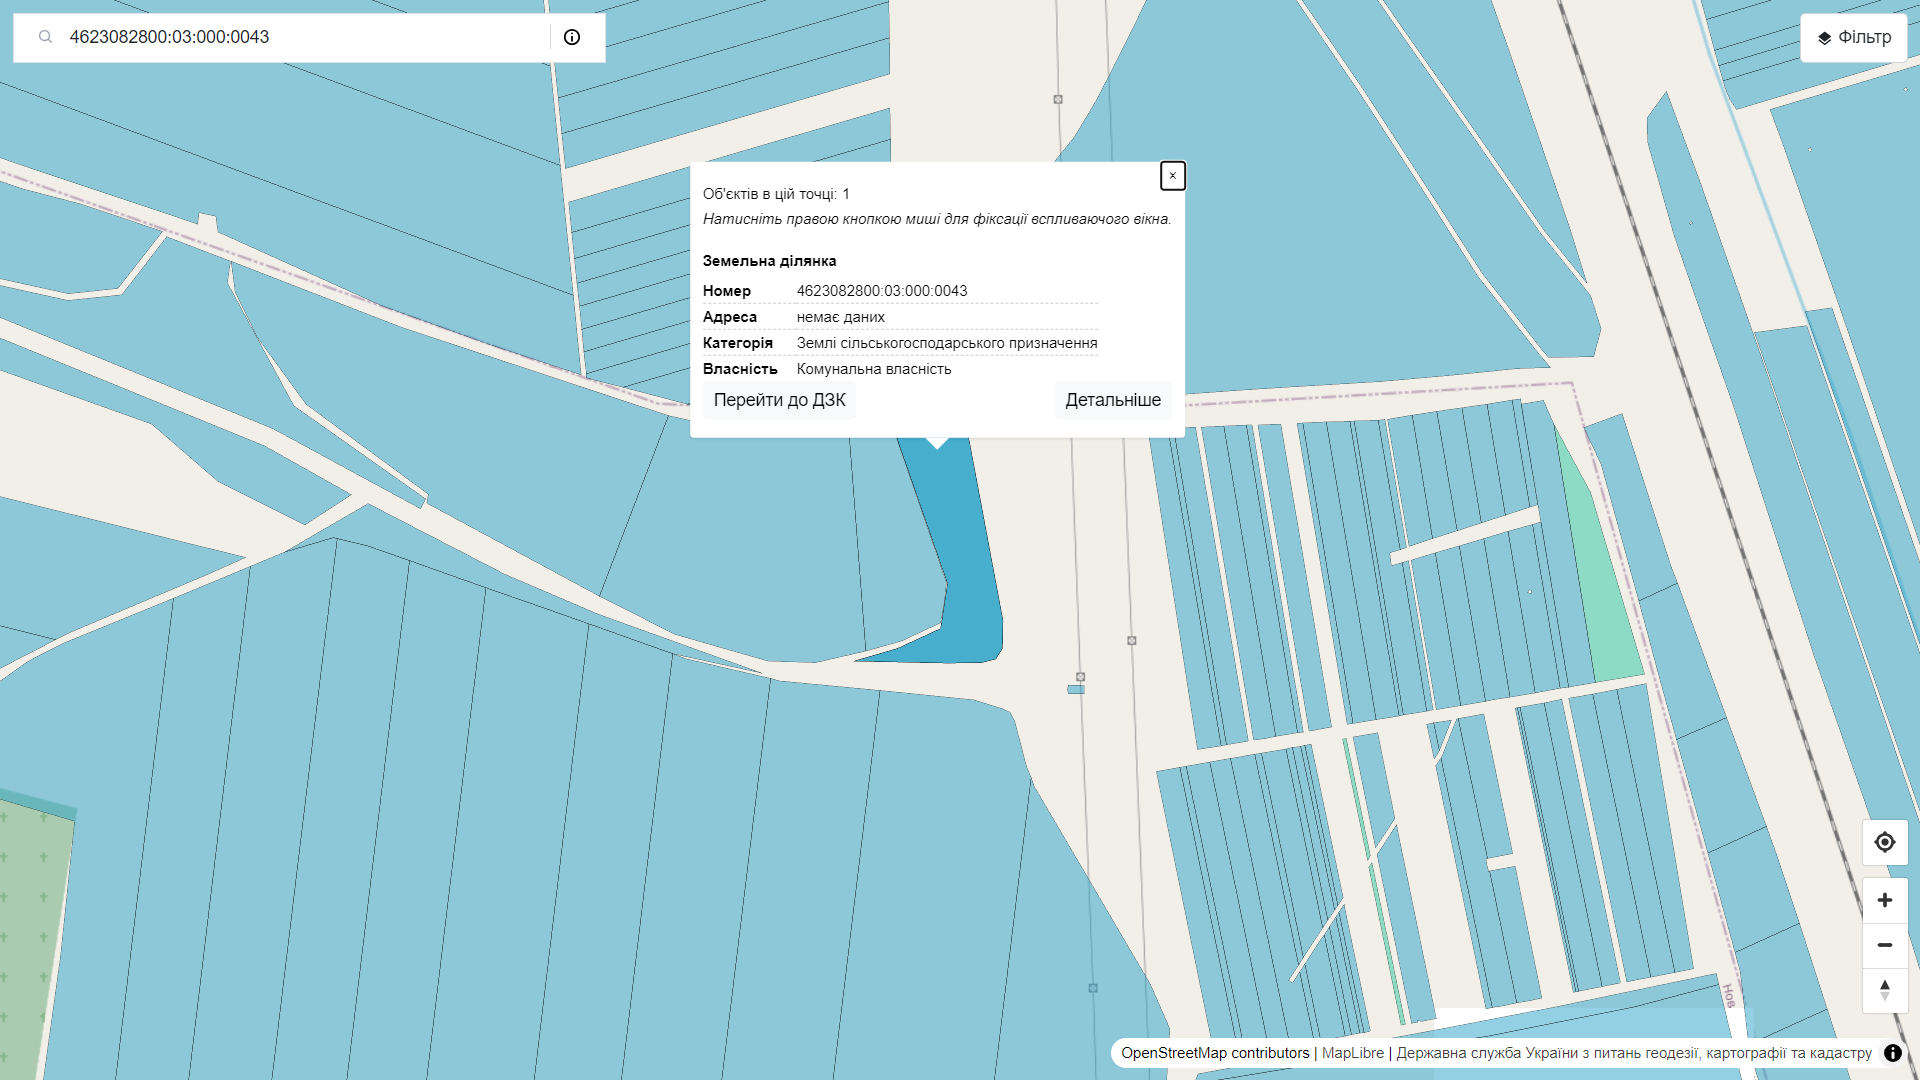 4623082800:03:000:0043
Фільтр
Об'єктів в цій точці: 1
Натисніть правою кнопкою миші для фіксації вспливаючого вікна.
Земельна ділянка
Номер 4623082800:03:000:0043
Адреса немає даних
Категорія Землі сільськогосподарського призначення
Власність Комунальна власність
Перейти до ДЗК Детальніше
Нов
OpenStreetMap contributors | MapLibre | Державна служба України з питань геодезії, картографії та кадастру